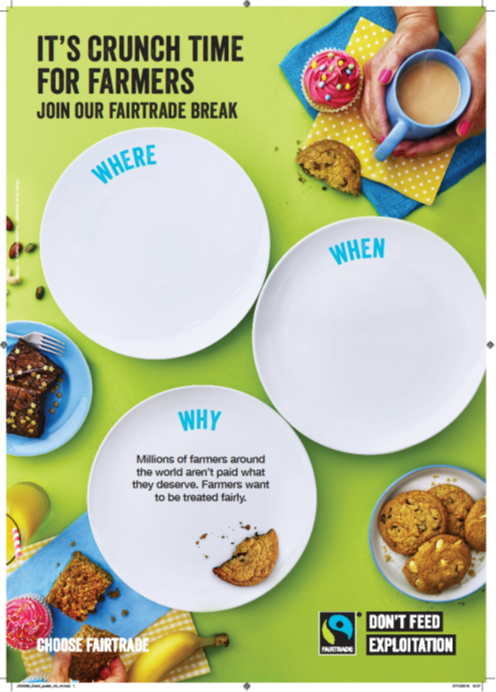 IT'S CRUNCH TIME
FOR FARMERS
JOIN OUR FAIRTRADE BREAK
WHERE
WHEN
WHY
Millions of farmers around
the world aren't paid what
they deserve. Farmers want
to be treated fairly.
CHOOSE FAIRTRADE
FAIRTRADE
DON'T FEED
EXPLOITATION